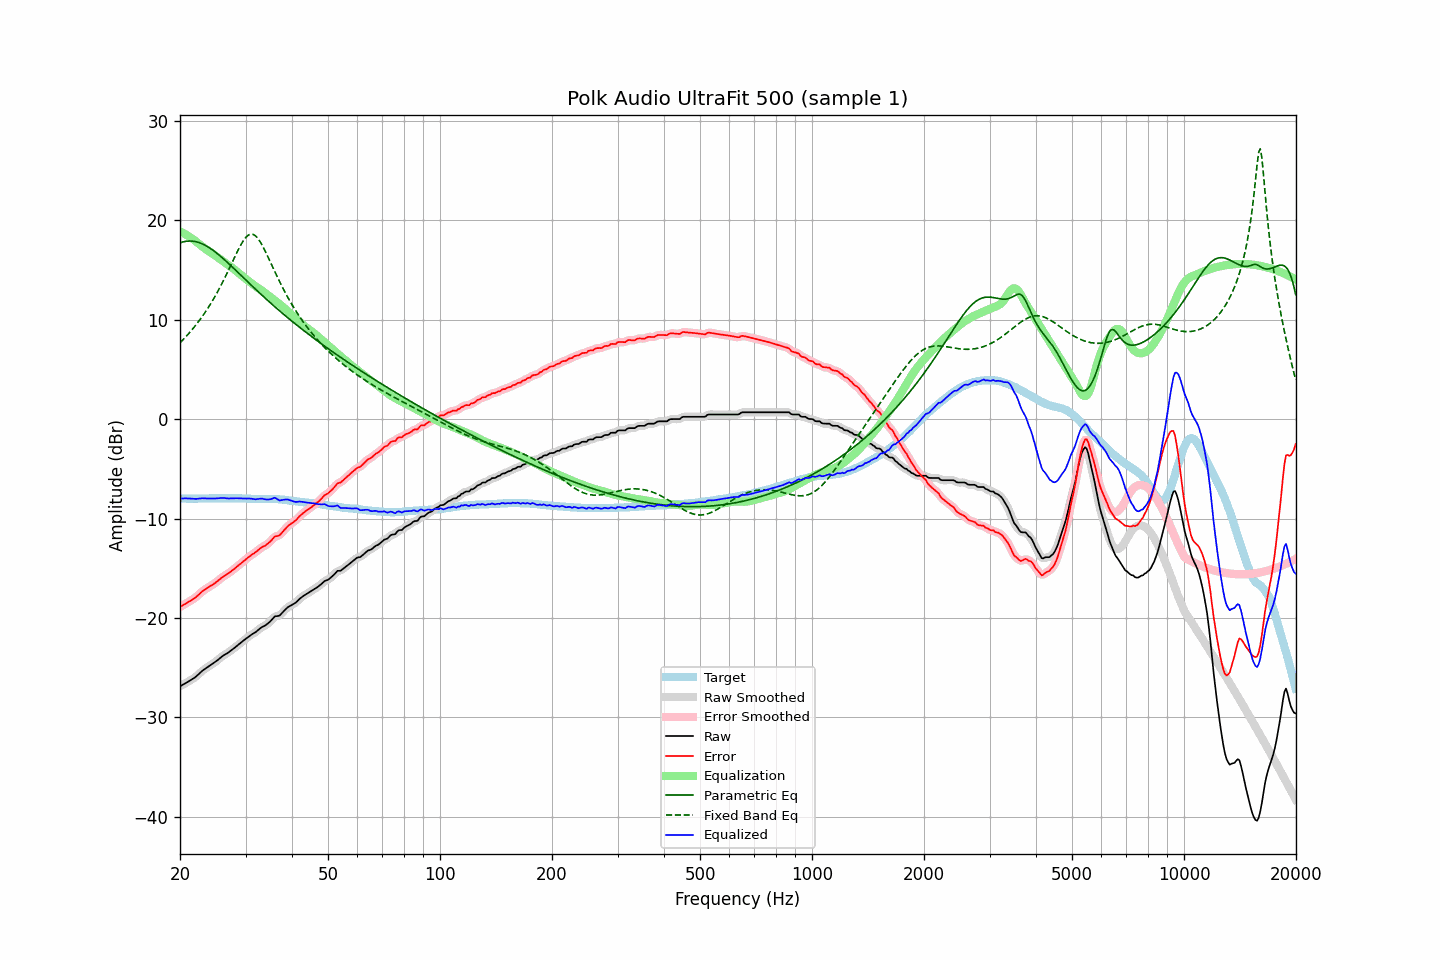 Polk Audio UltraFit 500 (sample 1)
30
20
10
0
−10
−20
−30
−40
Amplitude (dBr)
Target
Raw Smoothed
Error Smoothed
Raw
Error
Equalization
Parametric Eq
Fixed Band Eq
Equalized
20
50
100
200
500
1000
2000
5000
10000
20000
Frequency (Hz)